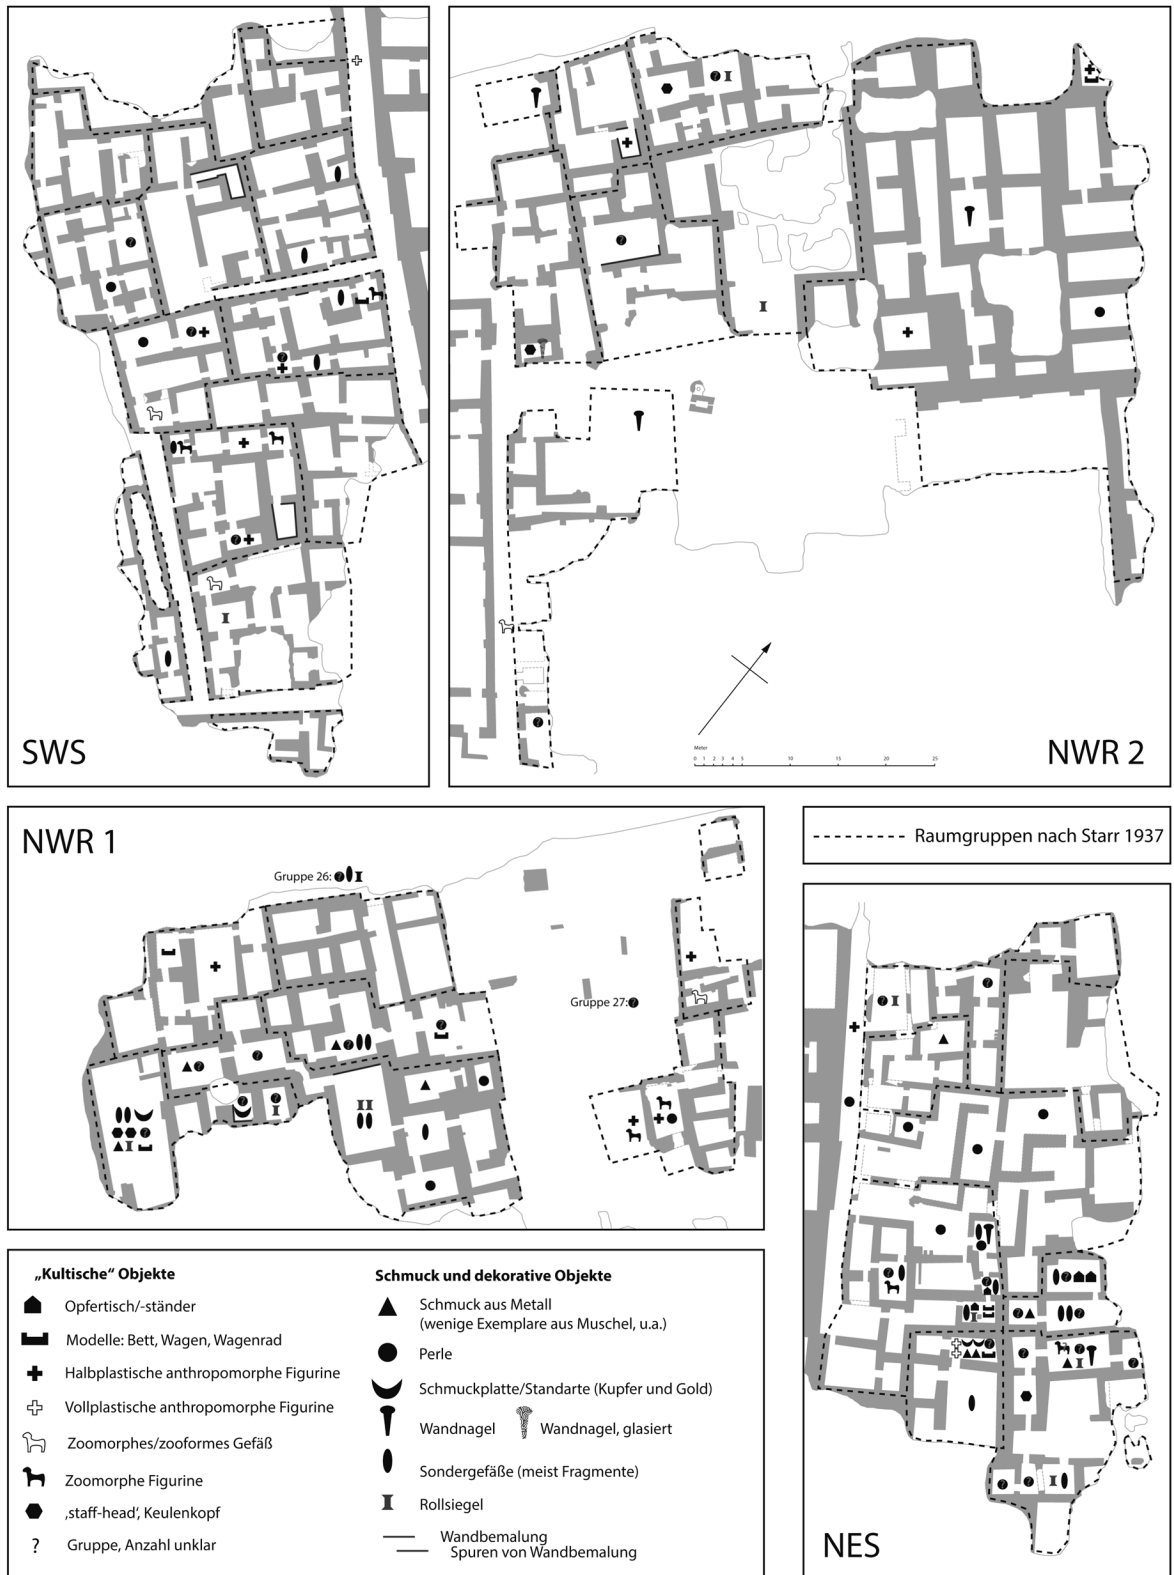 SWS
NWR 2
Meter
0 1 2 3 4 5 10 15 20 25
NWR 1
Gruppe 26: ?
Gruppe 27: ?
Raumgruppen nach Starr 1937
NES
„Kultische“ Objekte
Opfertisch/-ständer
Modelle: Bett, Wagen, Wagenrad
Halbplastische anthropomorphe Figurine
Vollplastische anthropomorphe Figurine
Zoomorphes/zooformes Gefäß
Zoomorphe Figurine
‚staff-head‘, Keulenkopf
? Gruppe, Anzahl unklar
Schmuck und dekorative Objekte
Schmuck aus Metall
(wenige Exemplare aus Muschel, u.a.)
Perle
Schmuckplatte/Standarte (Kupfer und Gold)
Wandnagel Wandnagel, glasiert
Sondergefäße (meist Fragmente)
Rollsiegel
Wandbemalung
Spuren von Wandbemalung